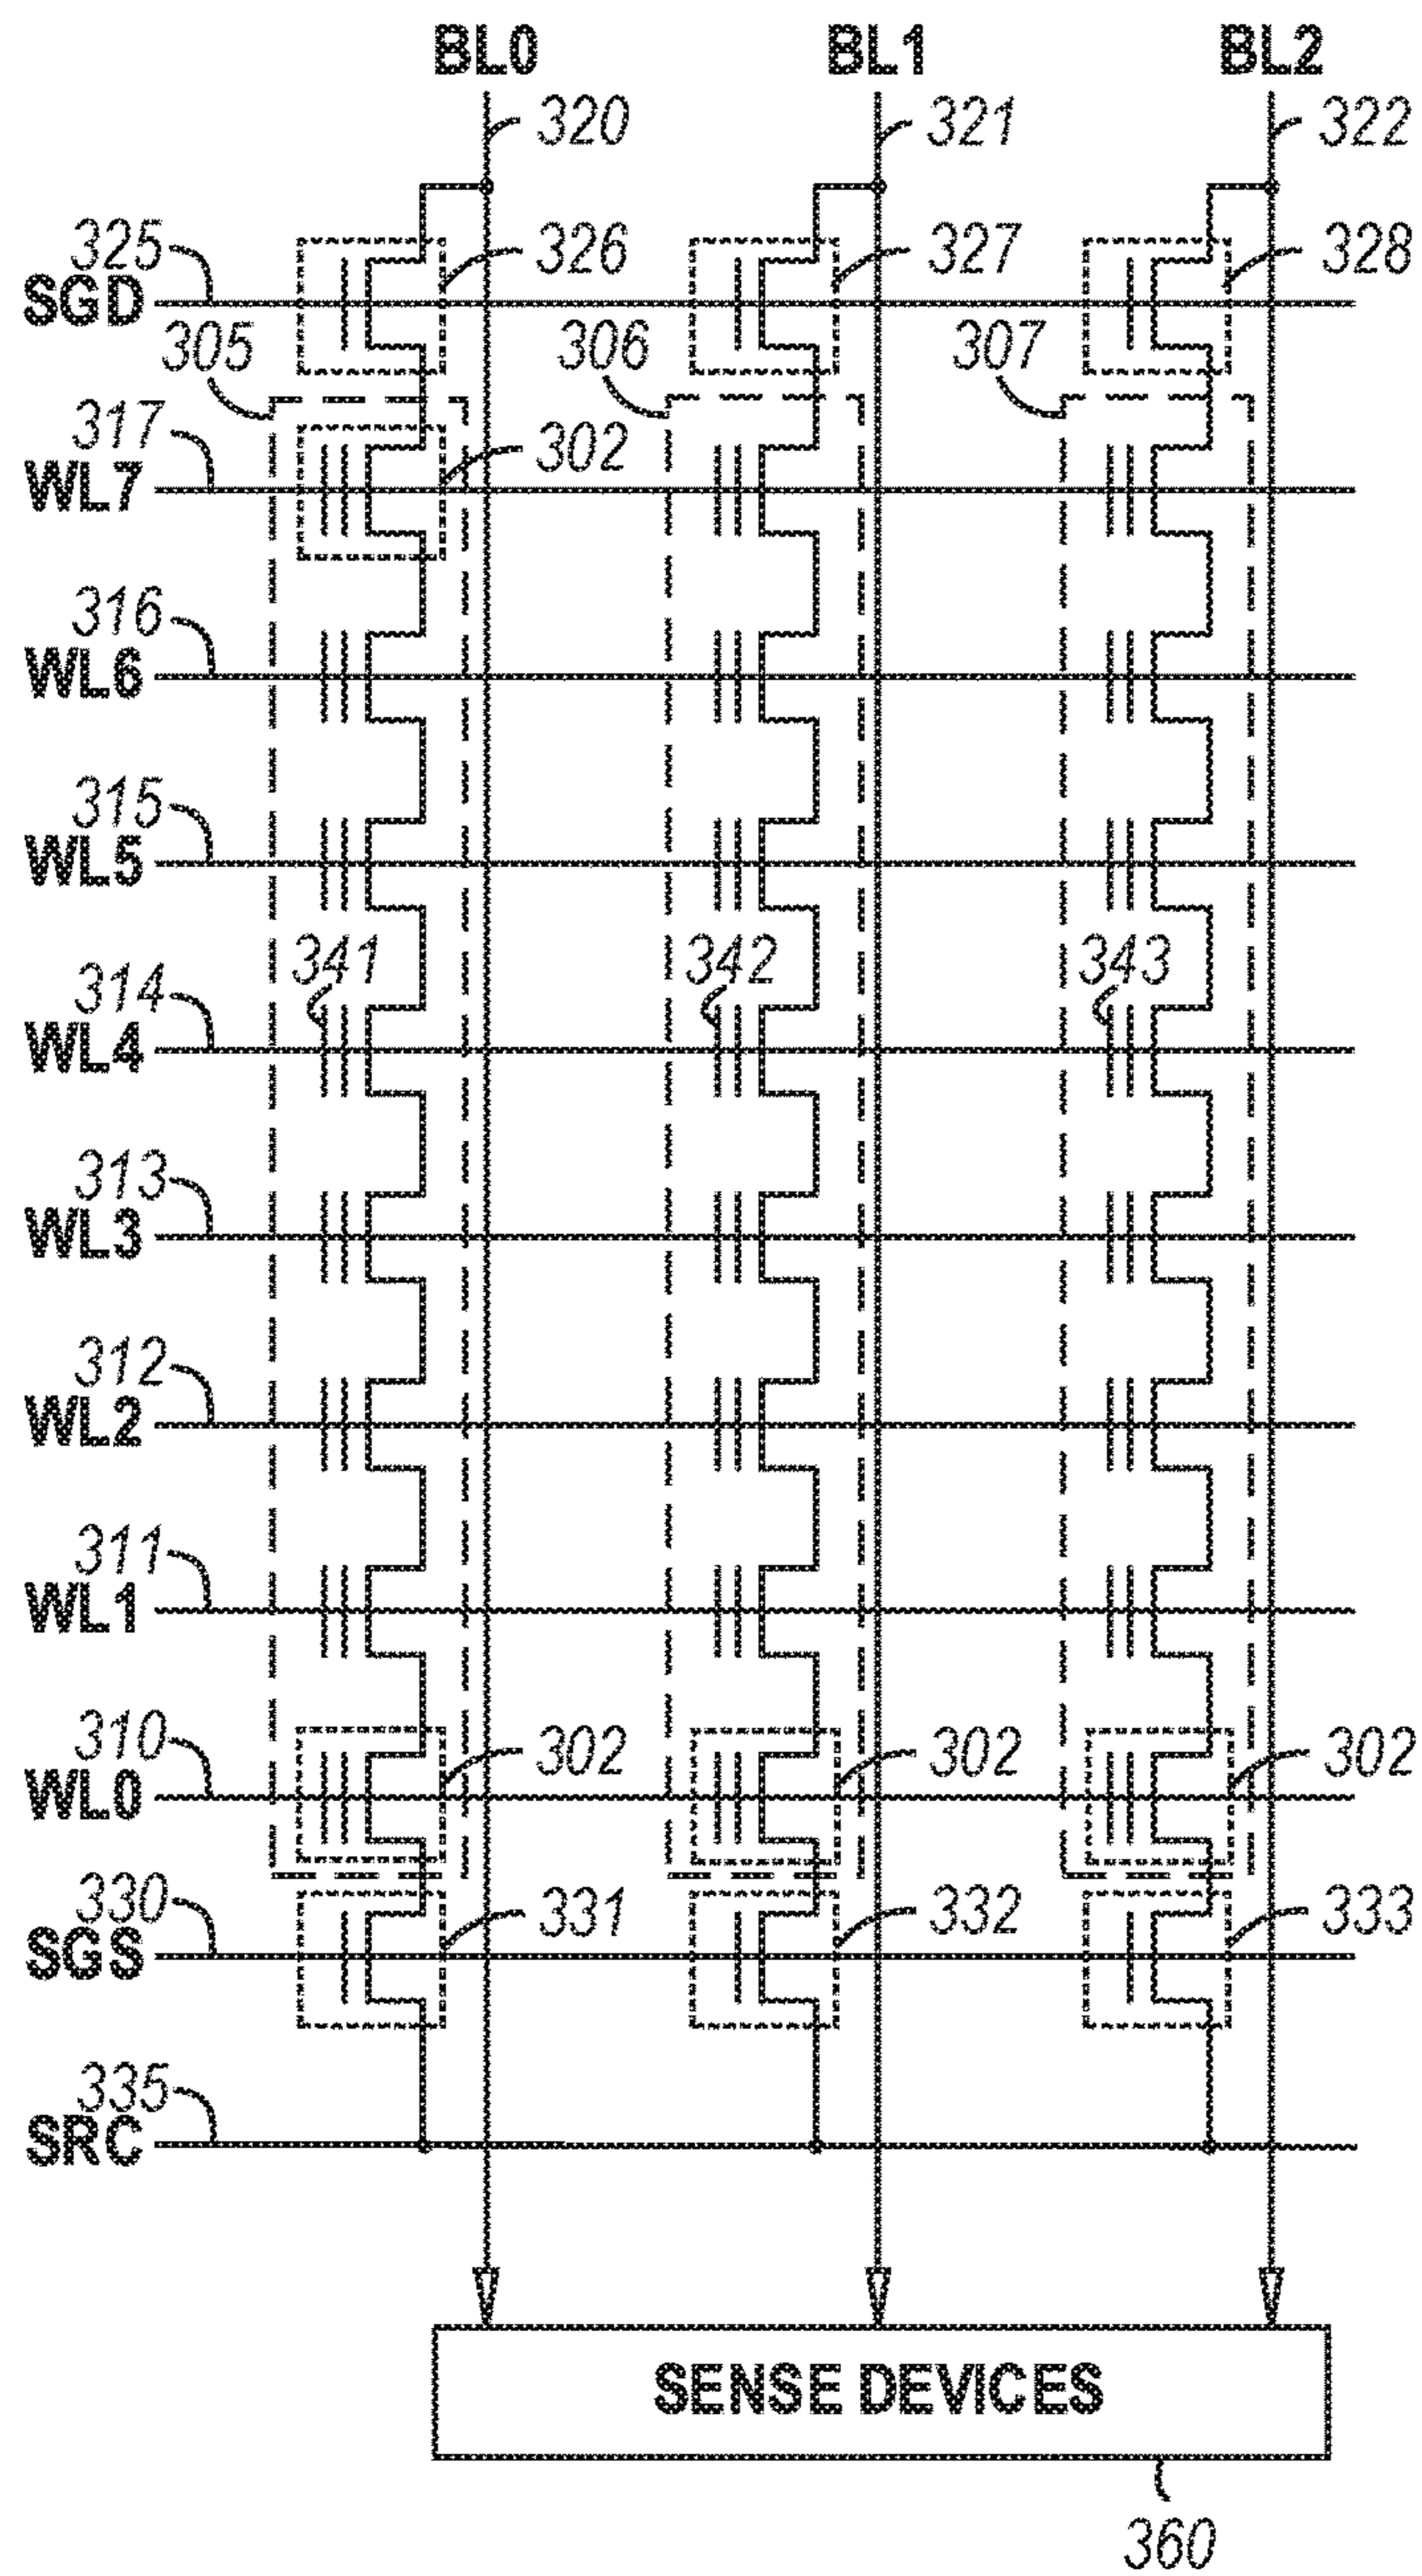 BL0 BL1 BL2
320 321 322
325 326 327 328
SGD
305 306 307
317 302
WL7
316
WL6
315
WL5
341 342 343
314
WL4
313
WL3
312
WL2
311
WL1
310 302 302 302
WL0
330 331 332 333
SGS
335
SRC
SENSE DEVICES
360